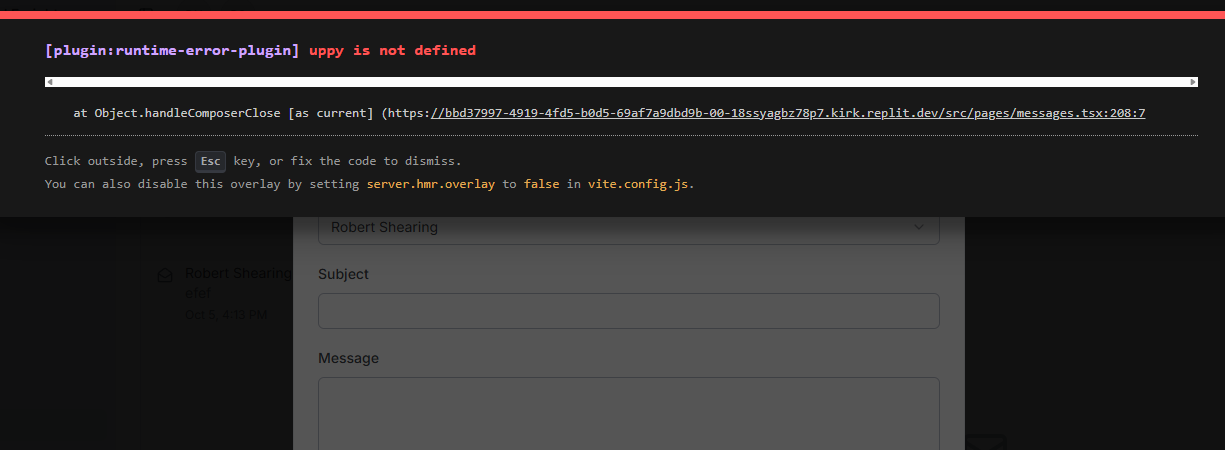 [plugin:runtime-error-plugin] uppy is not defined
at Object.handleComposerClose [as current] (https://bbd37997-4919-4fd5-b0d5-69af7a9dbd9b-00-18ssyagbz78p7.kirk.replit.dev/src/pages/messages.tsx:208:7
Click outside, press Esc key, or fix the code to dismiss.
You can also disable this overlay by setting server.hmr.overlay to false in vite.config.js.
Robert Shearing
Robert Shearing
efef
Oct 5, 4:13 PM
Subject
Message